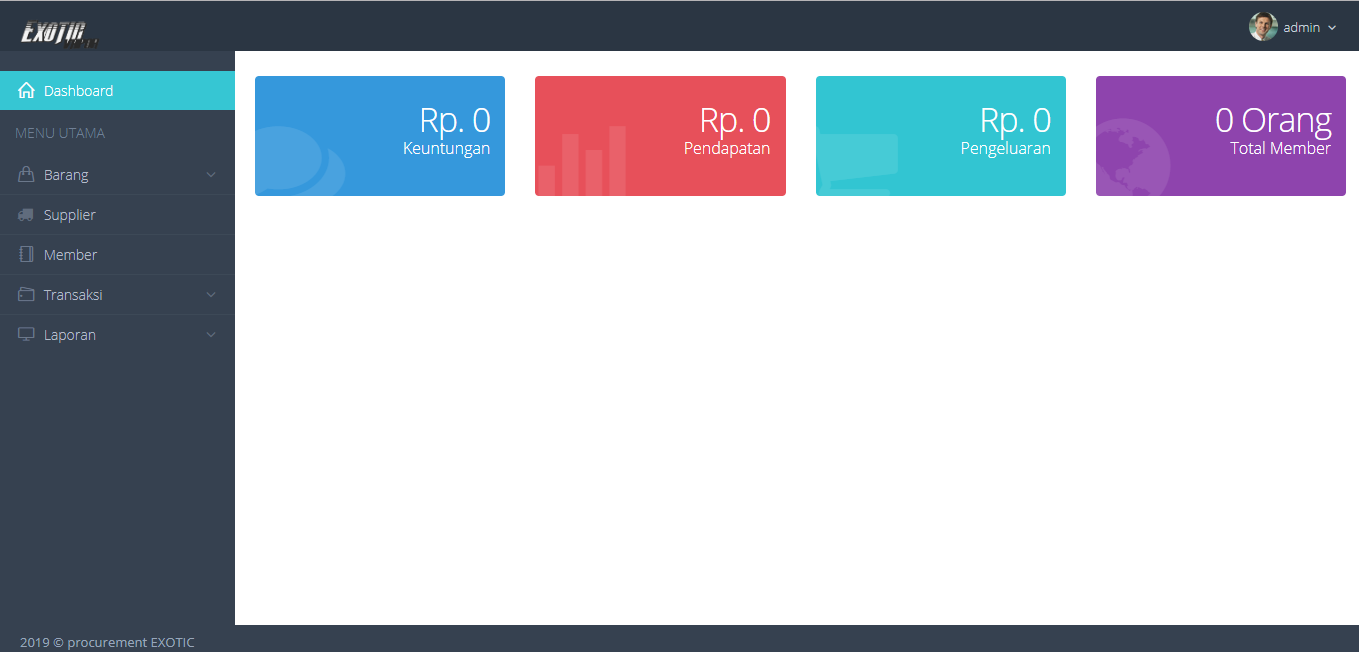 EXOTIC
admin
Dashboard
MENU UTAMA
Barang
Supplier
Member
Transaksi
Laporan
Rp. 0
Keuntungan
Rp. 0
Pendapatan
Rp. 0
Pengeluaran
0 Orang
Total Member
2019 © procurement EXOTIC